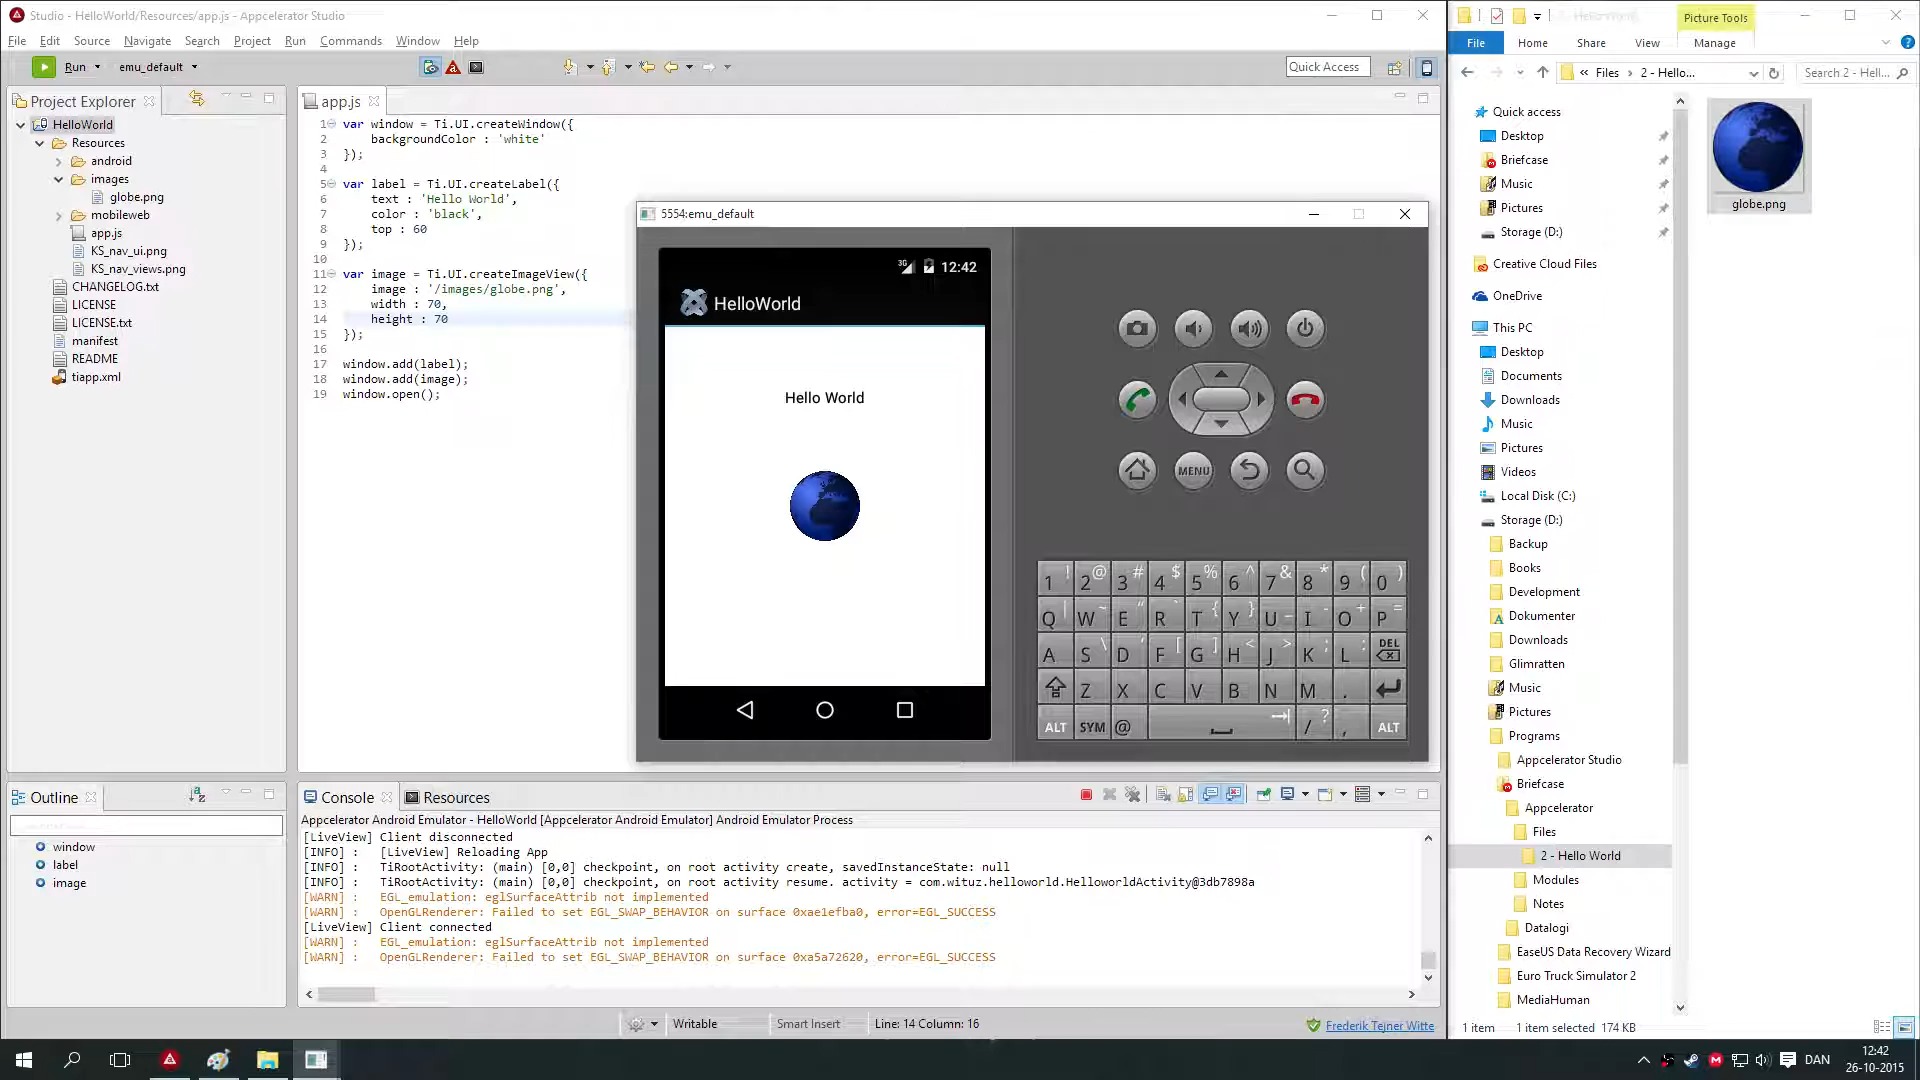 Studio - HelloWorld/Resources/app.js - Appcelerator Studio
File Edit Source Navigate Search Project Run Commands Window Help
Run emu_default
Quick Access
Project Explorer
HelloWorld
Resources
android
images
globe.png
mobileweb
app.js
KS_nav_ui.png
KS_nav_views.png
CHANGELOG.txt
LICENSE
LICENSE.txt
manifest
README
tiapp.xml
app.js
1 var window = Ti.UI.createWindow({
2 backgroundColor : 'white'
3 });
4
5 var label = Ti.UI.createLabel({
6 text : 'Hello World',
7 color : 'black',
8 top : 60
9 });
10
11 var image = Ti.UI.createImageView({
12 image : '/images/globe.png',
13 width : 70,
14 height : 70
15 });
16
17 window.add(label);
18 window.add(image);
19 window.open();
5554:emu_default
3G 12:42
HelloWorld
Hello World
MENU
1 ! 2 @ 3 # 4 $ 5 % 6 ^ 7 & 8 * 9 ( 0 )
Q | W ~ E " R ` T { Y } U _ I - O + P =
A S \ D ' F [ G ] H < J > K ; L : DEL
Z X C V B N M .
ALT SYM @ / ? , ALT
Outline
window
label
image
Console Resources
Appcelerator Android Emulator - HelloWorld [Appcelerator Android Emulator] Android Emulator Process
[LiveView] Client disconnected
[INFO] : [LiveView] Reloading App
[INFO] : TiRootActivity: (main) [0,0] checkpoint, on root activity create, savedInstanceState: null
[INFO] : TiRootActivity: (main) [0,0] checkpoint, on root activity resume. activity = com.wituz.helloworld.HelloworldActivity@3db7898a
[WARN] : EGL_emulation: eglSurfaceAttrib not implemented
[WARN] : OpenGLRenderer: Failed to set EGL_SWAP_BEHAVIOR on surface 0xae1efba0, error=EGL_SUCCESS
[LiveView] Client connected
[WARN] : EGL_emulation: eglSurfaceAttrib not implemented
[WARN] : OpenGLRenderer: Failed to set EGL_SWAP_BEHAVIOR on surface 0xa5a72620, error=EGL_SUCCESS
Writable Smart Insert Line: 14 Column: 16 Frederik Tejner Witte
Picture Tools
File Home Share View Manage
« Files › 2 - Hello... Search 2 - Hell...
Quick access
Desktop
Briefcase
Music
Pictures
Storage (D:)
Creative Cloud Files
OneDrive
This PC
Desktop
Documents
Downloads
Music
Pictures
Videos
Local Disk (C:)
Storage (D:)
Backup
Books
Development
Dokumenter
Downloads
Glimratten
Music
Pictures
Programs
Appcelerator Studio
Briefcase
Appcelerator
Files
2 - Hello World
Modules
Notes
Datalogi
EaseUS Data Recovery Wizard
Euro Truck Simulator 2
MediaHuman
globe.png
1 item 1 item selected 174 KB
DAN
12:42
26-10-2015